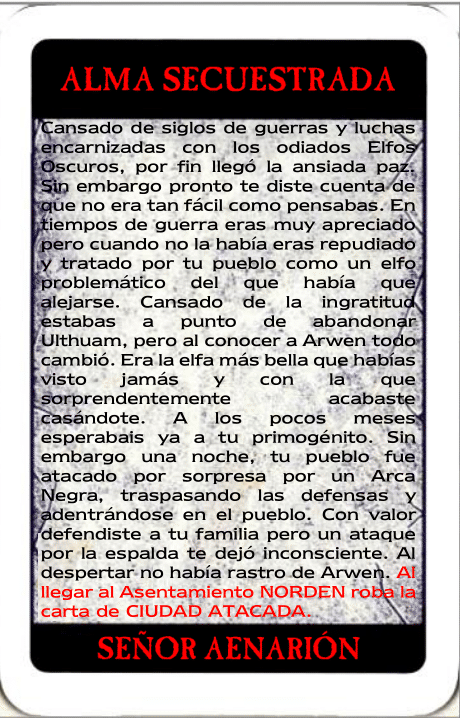 ALMA SECUESTRADA
Cansado de siglos de guerras y luchas
encarnizadas con los odiados Elfos
Oscuros, por fin llegó la ansiada paz.
Sin embargo pronto te diste cuenta de
que no era tan fácil como pensabas. En
tiempos de guerra eras muy apreciado
pero cuando no la había eras repudiado
y tratado por tu pueblo como un elfo
problemático del que había que
alejarse. Cansado de la ingratitud
estabas a punto de abandonar
Ulthuam, pero al conocer a Arwen todo
cambió. Era la elfa más bella que habías
visto jamás y con la que
sorprendentemente acabaste
casándote. A los pocos meses
esperabais ya a tu primogénito. Sin
embargo una noche, tu pueblo fue
atacado por sorpresa por un Arca
Negra, traspasando las defensas y
adentrándose en el pueblo. Con valor
defendiste a tu familia pero un ataque
por la espalda te dejó inconsciente. Al
despertar no había rastro de Arwen. Al
llegar al Asentamiento NORDEN roba la
carta de CIUDAD ATACADA.
SEÑOR AENARIÓN